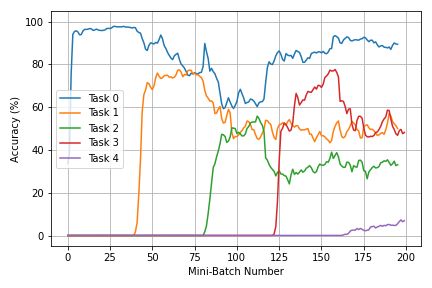 100
80
60
40
20
0
Accuracy (%)
Task 0
Task 1
Task 2
Task 3
Task 4
0 25 50 75 100 125 150 175 200
Mini-Batch Number